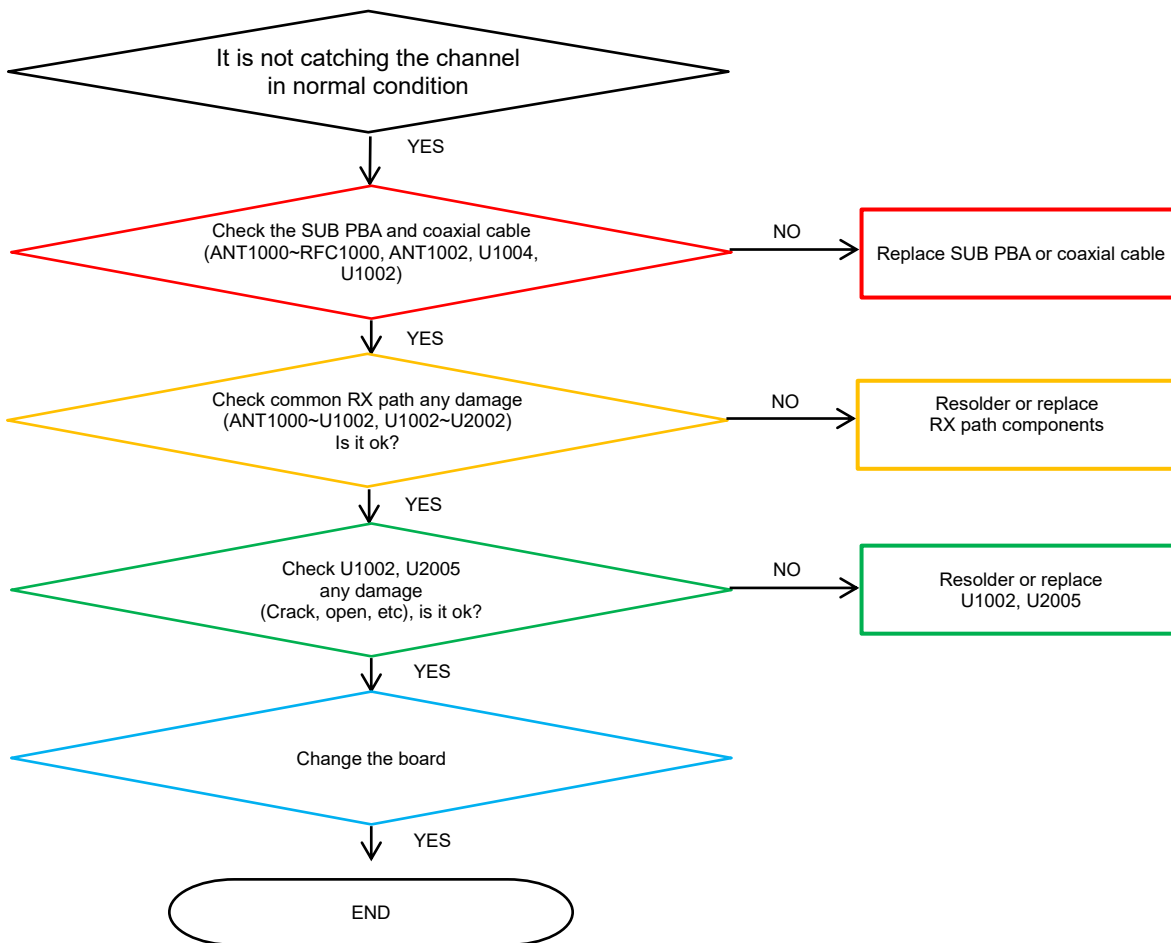 It is not catching the channel
in normal condition
YES
Check the SUB PBA and coaxial cable
(ANT1000~RFC1000, ANT1002, U1004,
U1002)
NO
Replace SUB PBA or coaxial cable
YES
Check common RX path any damage
(ANT1000~U1002, U1002~U2002)
Is it ok?
NO
Resolder or replace
RX path components
YES
Check U1002, U2005
any damage
(Crack, open, etc), is it ok?
NO
Resolder or replace
U1002, U2005
YES
Change the board
YES
END